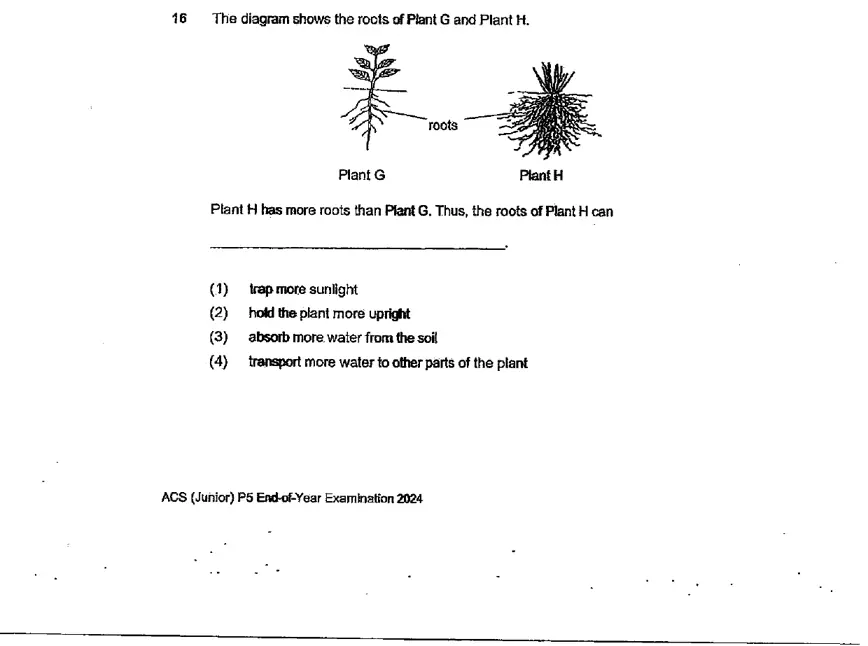 16 The diagram shows the roots of Plant G and Plant H.
roots
Plant G Plant H
Plant H has more roots than Plant G. Thus, the roots of Plant H can
.
(1) trap more sunlight
(2) hold the plant more upright
(3) absorb more water from the soil
(4) transport more water to other parts of the plant
ACS (Junior) P5 End-of-Year Examination 2024